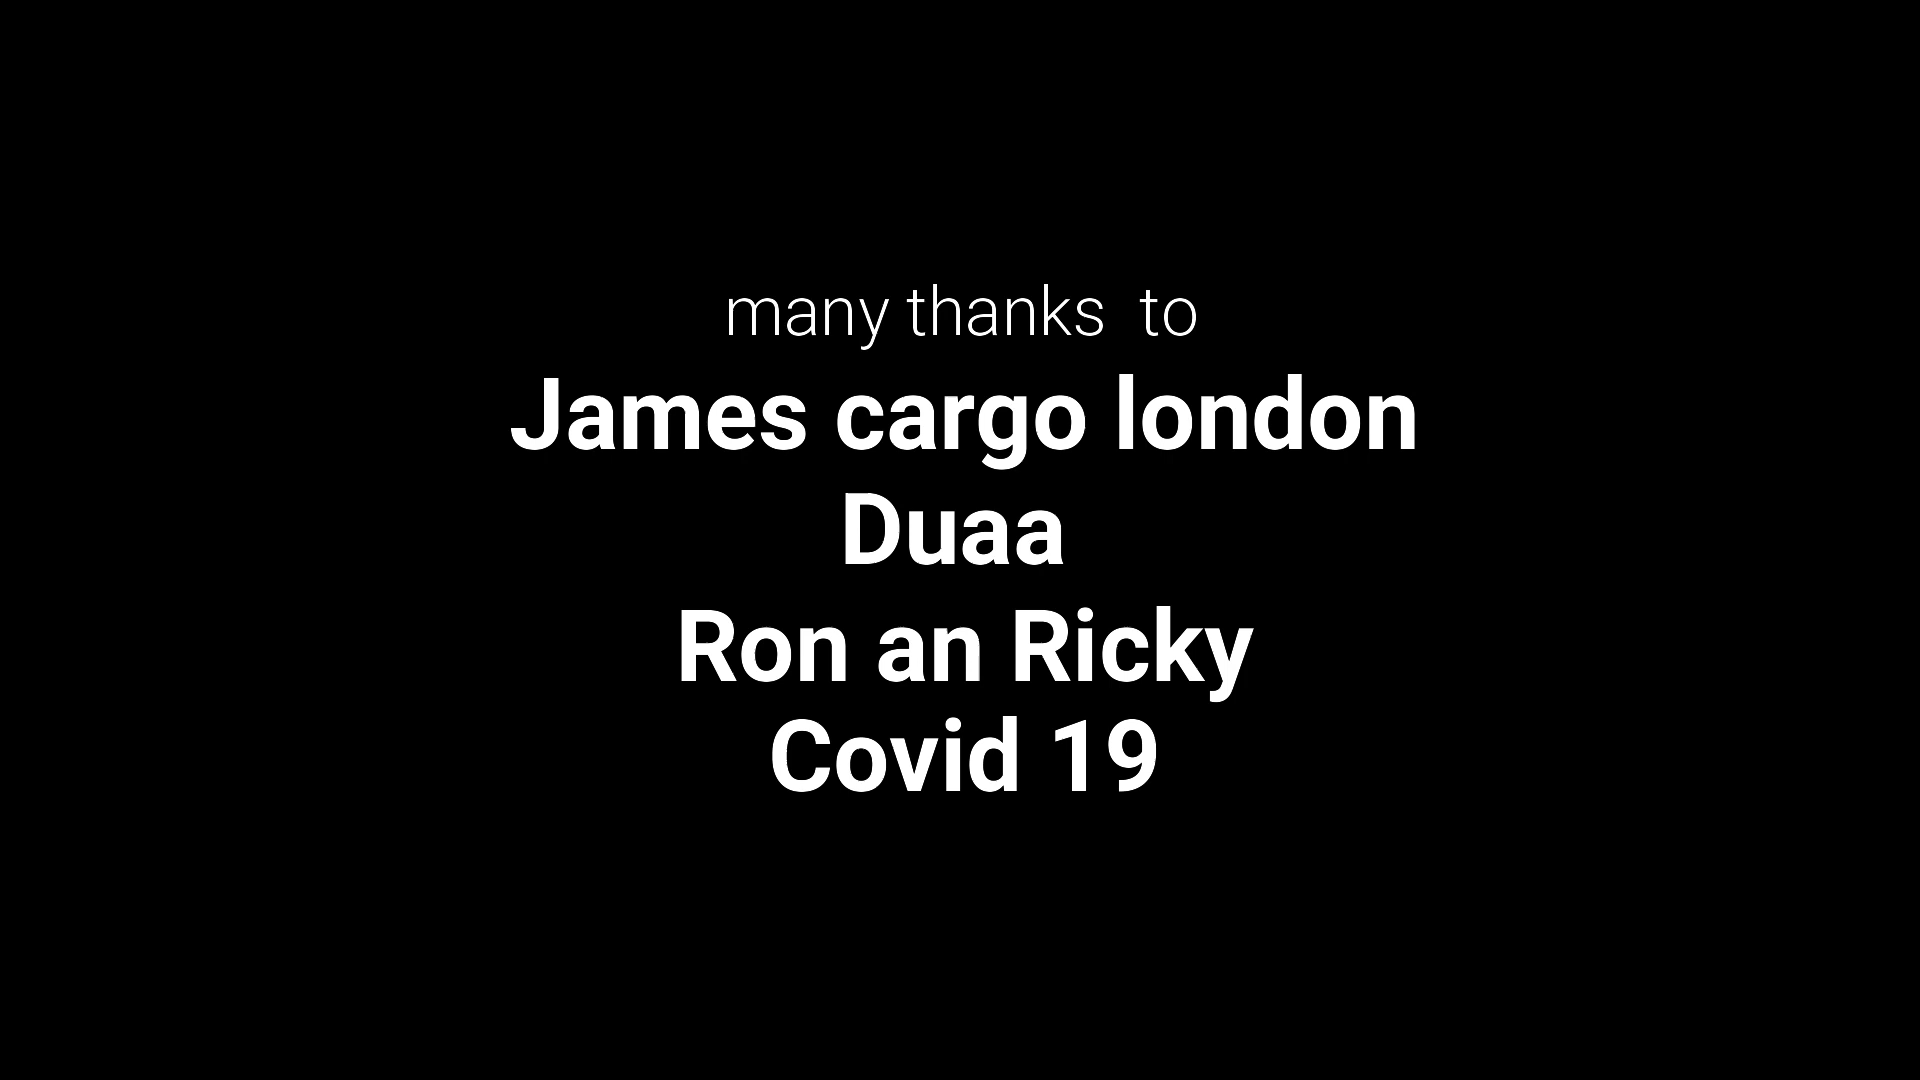 many thanks  to
James cargo london
Duaa
Ron an Ricky
Covid 19